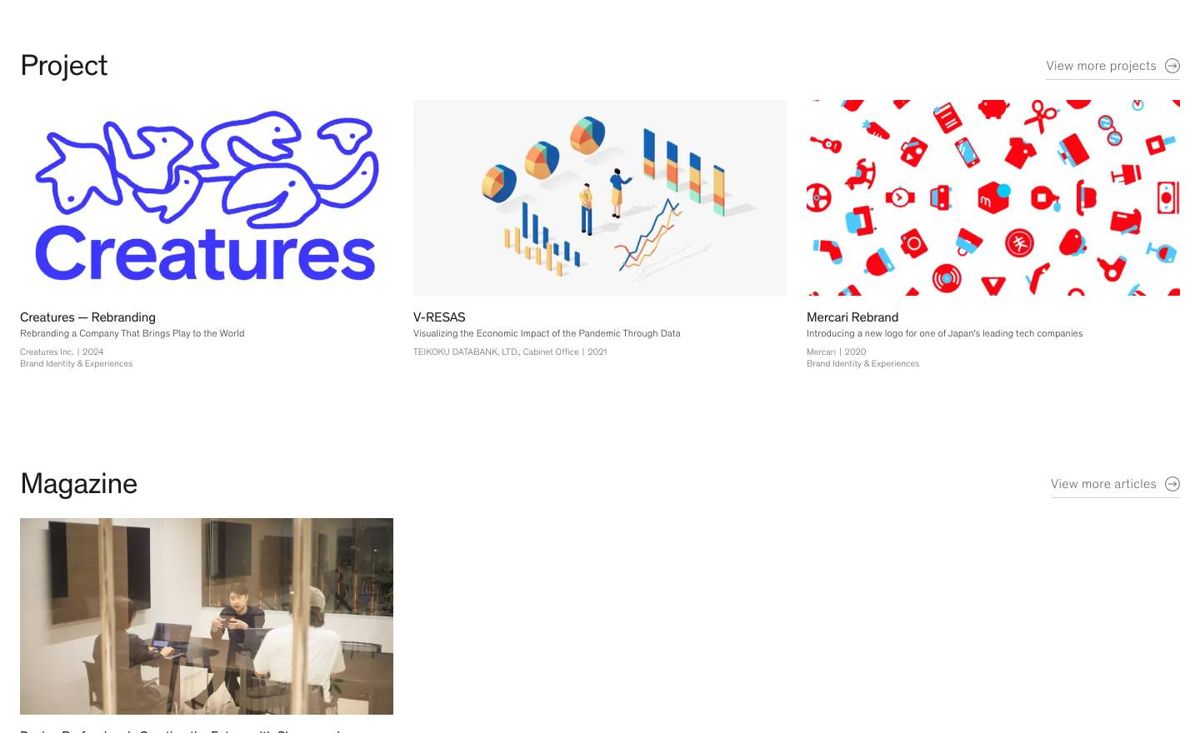 Project
View more projects
Creatures
Creatures — Rebranding
Rebranding a Company That Brings Play to the World
Creatures Inc. | 2024
Brand Identity & Experiences
V-RESAS
Visualizing the Economic Impact of the Pandemic Through Data
TEIKOKU DATABANK, LTD., Cabinet Office | 2021
Mercari Rebrand
Introducing a new logo for one of Japan's leading tech companies
Mercari | 2020
Brand Identity & Experiences
Magazine
View more articles